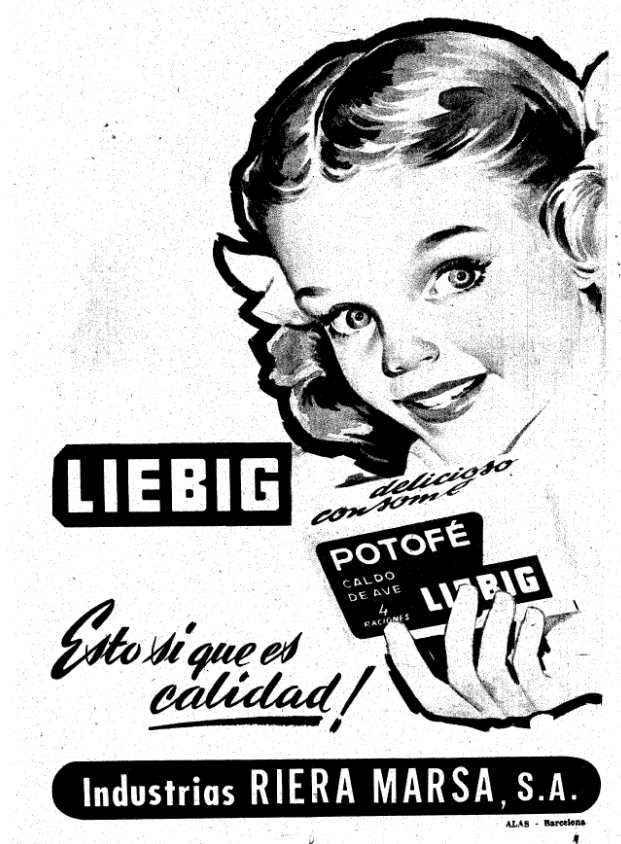 LIEBIG
delicioso
consomé
POTOFÉ
CALDO
DE AVE
4
RACIONES
LIEBIG
Esto si que es
calidad!
Industrias RIERA MARSA, S.A.
ALAS - Barcelona